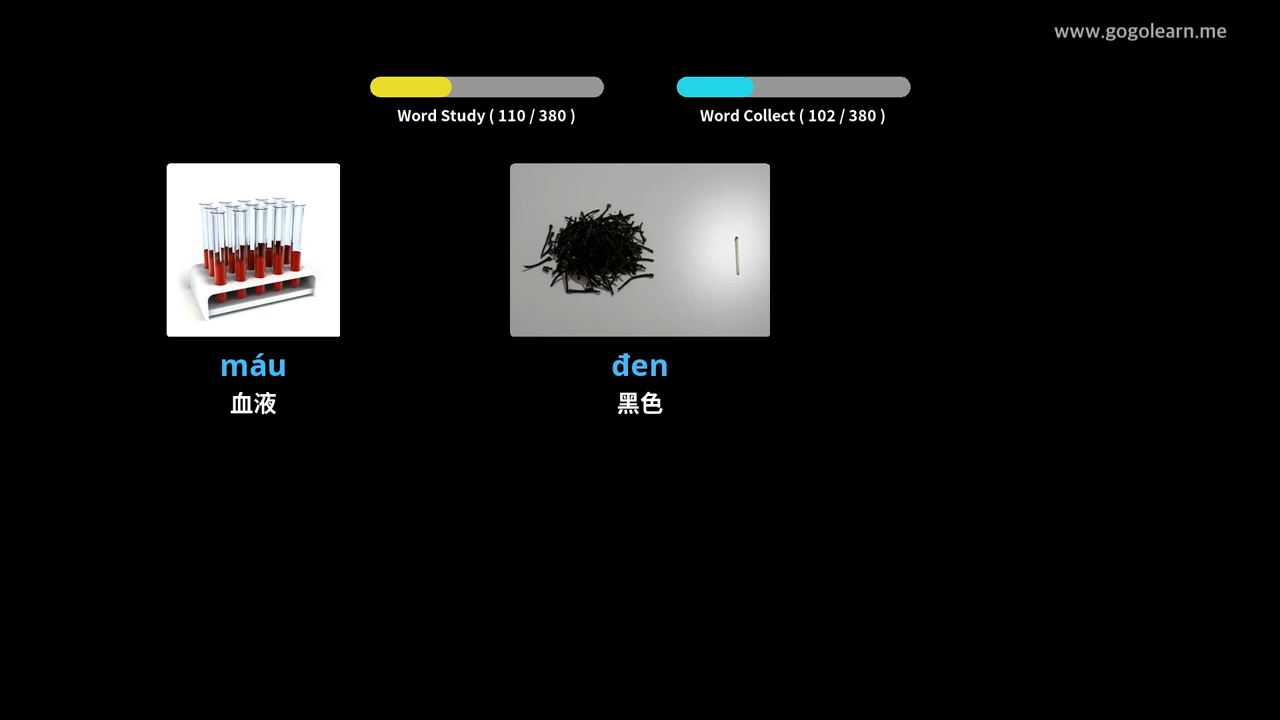 www.gogolearn.me
Word Study ( 110 / 380 )
Word Collect ( 102 / 380 )
máu
血液
đen
黑色